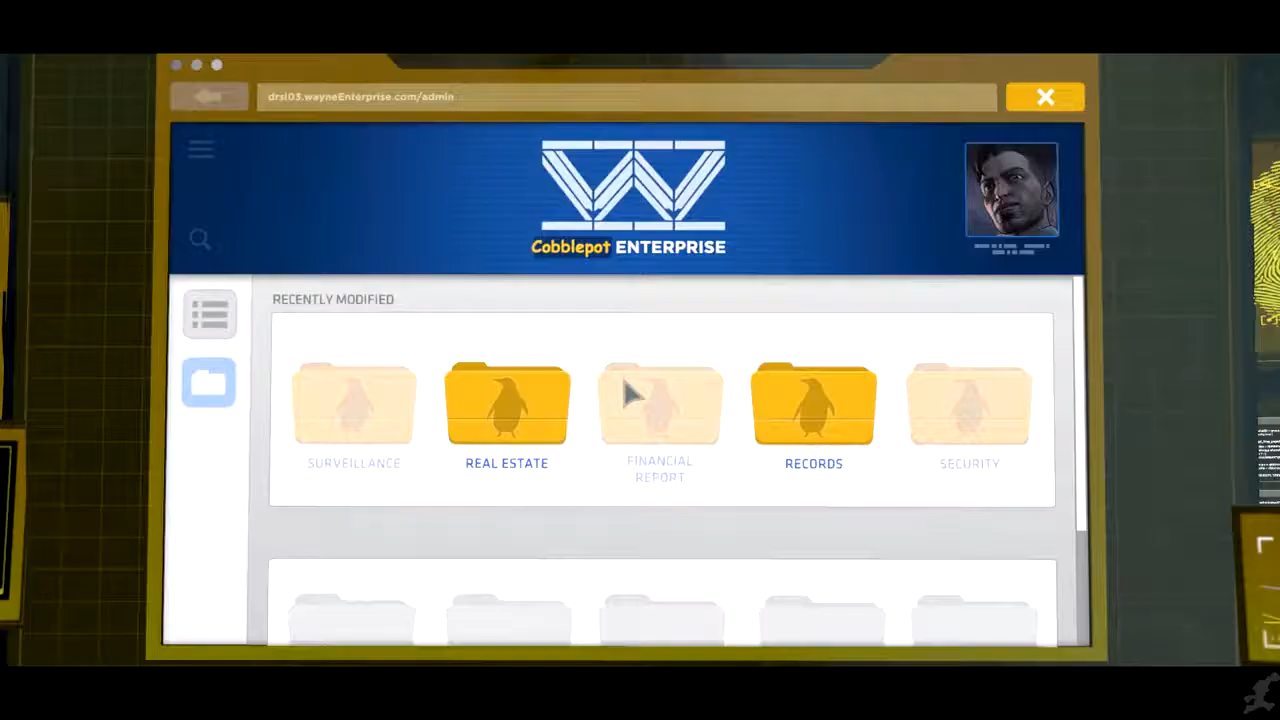 drsl03.wayneEnterprise.com/admin
Cobblepot ENTERPRISE
RECENTLY MODIFIED
SURVEILLANCE
REAL ESTATE
FINANCIAL
REPORT
RECORDS
SECURITY